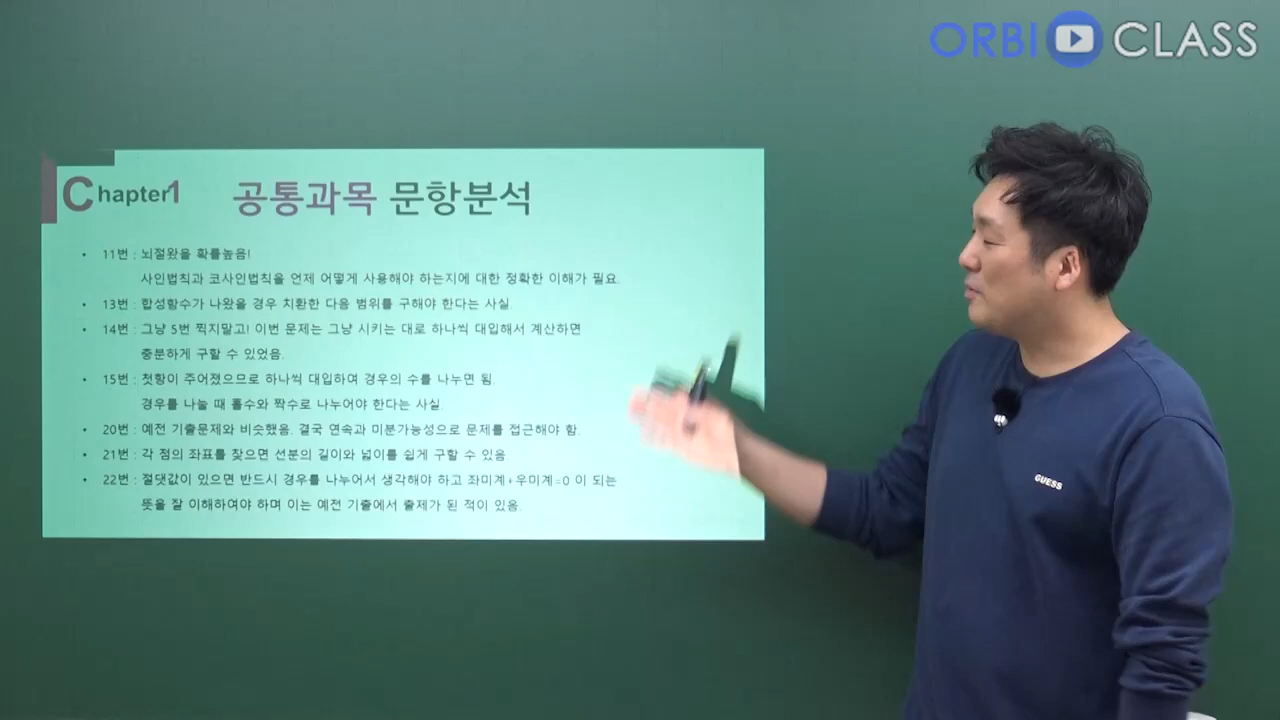 ORBI CLASS
Chapter1 공통과목 문항분석
• 11번 : 뇌절왔을 확률높음!
사인법칙과 코사인법칙을 언제 어떻게 사용해야 하는지에 대한 정확한 이해가 필요.
• 13번 : 합성함수가 나왔을 경우 치환한 다음 범위를 구해야 한다는 사실.
• 14번 : 그냥 5번 찍지말고! 이번 문제는 그냥 시키는 대로 하나씩 대입해서 계산하면
충분하게 구할 수 있었음.
• 15번 : 첫항이 주어졌으므로 하나씩 대입하여 경우의 수를 나누면 됨.
경우를 나눌 때 홀수와 짝수로 나누어야 한다는 사실.
• 20번 : 예전 기출문제와 비슷했음. 결국 연속과 미분가능성으로 문제를 접근해야 함.
• 21번 : 각 점의 좌표를 찾으면 선분의 길이와 넓이를 쉽게 구할 수 있음
• 22번 : 절댓값이 있으면 반드시 경우를 나누어서 생각해야 하고 좌미계+우미계=0 이 되는
뜻을 잘 이해하여야 하며 이는 예전 기출에서 출제가 된 적이 있음.
GUESS